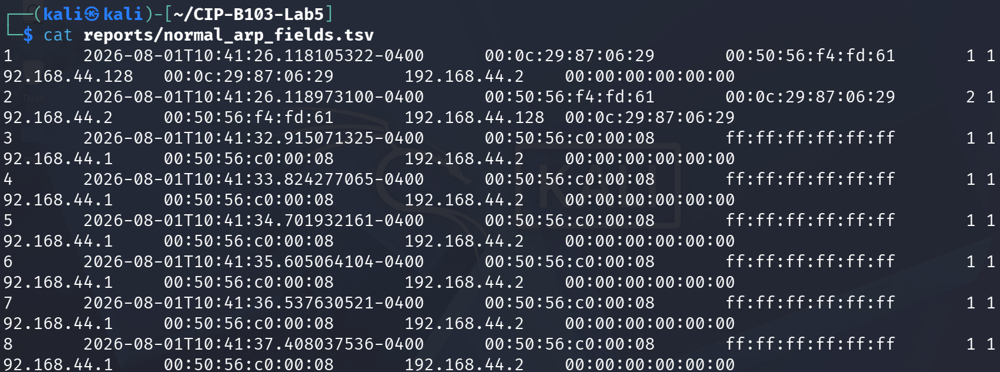 ┌──(kali㉿kali)-[~/CIP-B103-Lab5]
└─$ cat reports/normal_arp_fields.tsv
1       2026-08-01T10:41:26.118105322-0400      00:0c:29:87:06:29       00:50:56:f4:fd:61       1 1
92.168.44.128   00:0c:29:87:06:29       192.168.44.2    00:00:00:00:00:00
2       2026-08-01T10:41:26.118973100-0400      00:50:56:f4:fd:61       00:0c:29:87:06:29       2 1
92.168.44.2     00:50:56:f4:fd:61       192.168.44.128  00:0c:29:87:06:29
3       2026-08-01T10:41:32.915071325-0400      00:50:56:c0:00:08       ff:ff:ff:ff:ff:ff       1 1
92.168.44.1     00:50:56:c0:00:08       192.168.44.2    00:00:00:00:00:00
4       2026-08-01T10:41:33.824277065-0400      00:50:56:c0:00:08       ff:ff:ff:ff:ff:ff       1 1
92.168.44.1     00:50:56:c0:00:08       192.168.44.2    00:00:00:00:00:00
5       2026-08-01T10:41:34.701932161-0400      00:50:56:c0:00:08       ff:ff:ff:ff:ff:ff       1 1
92.168.44.1     00:50:56:c0:00:08       192.168.44.2    00:00:00:00:00:00
6       2026-08-01T10:41:35.605064104-0400      00:50:56:c0:00:08       ff:ff:ff:ff:ff:ff       1 1
92.168.44.1     00:50:56:c0:00:08       192.168.44.2    00:00:00:00:00:00
7       2026-08-01T10:41:36.537630521-0400      00:50:56:c0:00:08       ff:ff:ff:ff:ff:ff       1 1
92.168.44.1     00:50:56:c0:00:08       192.168.44.2    00:00:00:00:00:00
8       2026-08-01T10:41:37.408037536-0400      00:50:56:c0:00:08       ff:ff:ff:ff:ff:ff       1 1
92.168.44.1     00:50:56:c0:00:08       192.168.44.2    00:00:00:00:00:00
Trash
KALI